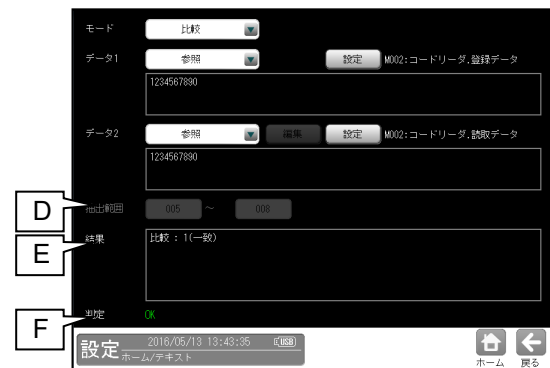 モード 比較
データ1 参照 設定 M002:コードリーダ.登録データ
1234567890
データ2 参照 編集 設定 M002:コードリーダ.読取データ
1234567890
D 抽出範囲 005 ～ 008
E 結果 比較 : 1(一致)
F 判定 OK
設定 2016/05/13 13:43:35 USB
ホーム/テキスト
ホーム 戻る